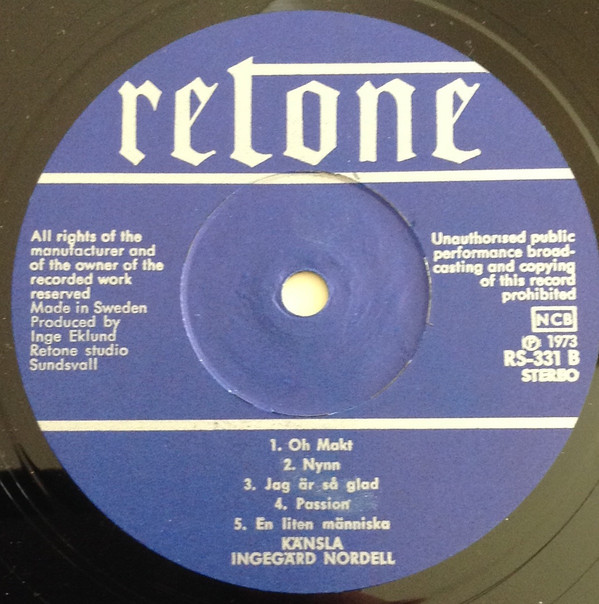 retone
All rights of the
manufacturer and
of the owner of the
recorded work
reserved
Made in Sweden
Produced by
Inge Eklund
Retone studio
Sundsvall
Unauthorised public
performance broad-
casting and copying
of this record
prohibited
NCB
Ⓟ 1973
RS-331 B
STEREO
1. Oh Makt
2. Nynn
3. Jag är så glad
4. Passion
5. En liten människa
KÄNSLA
INGEGÄRD NORDELL